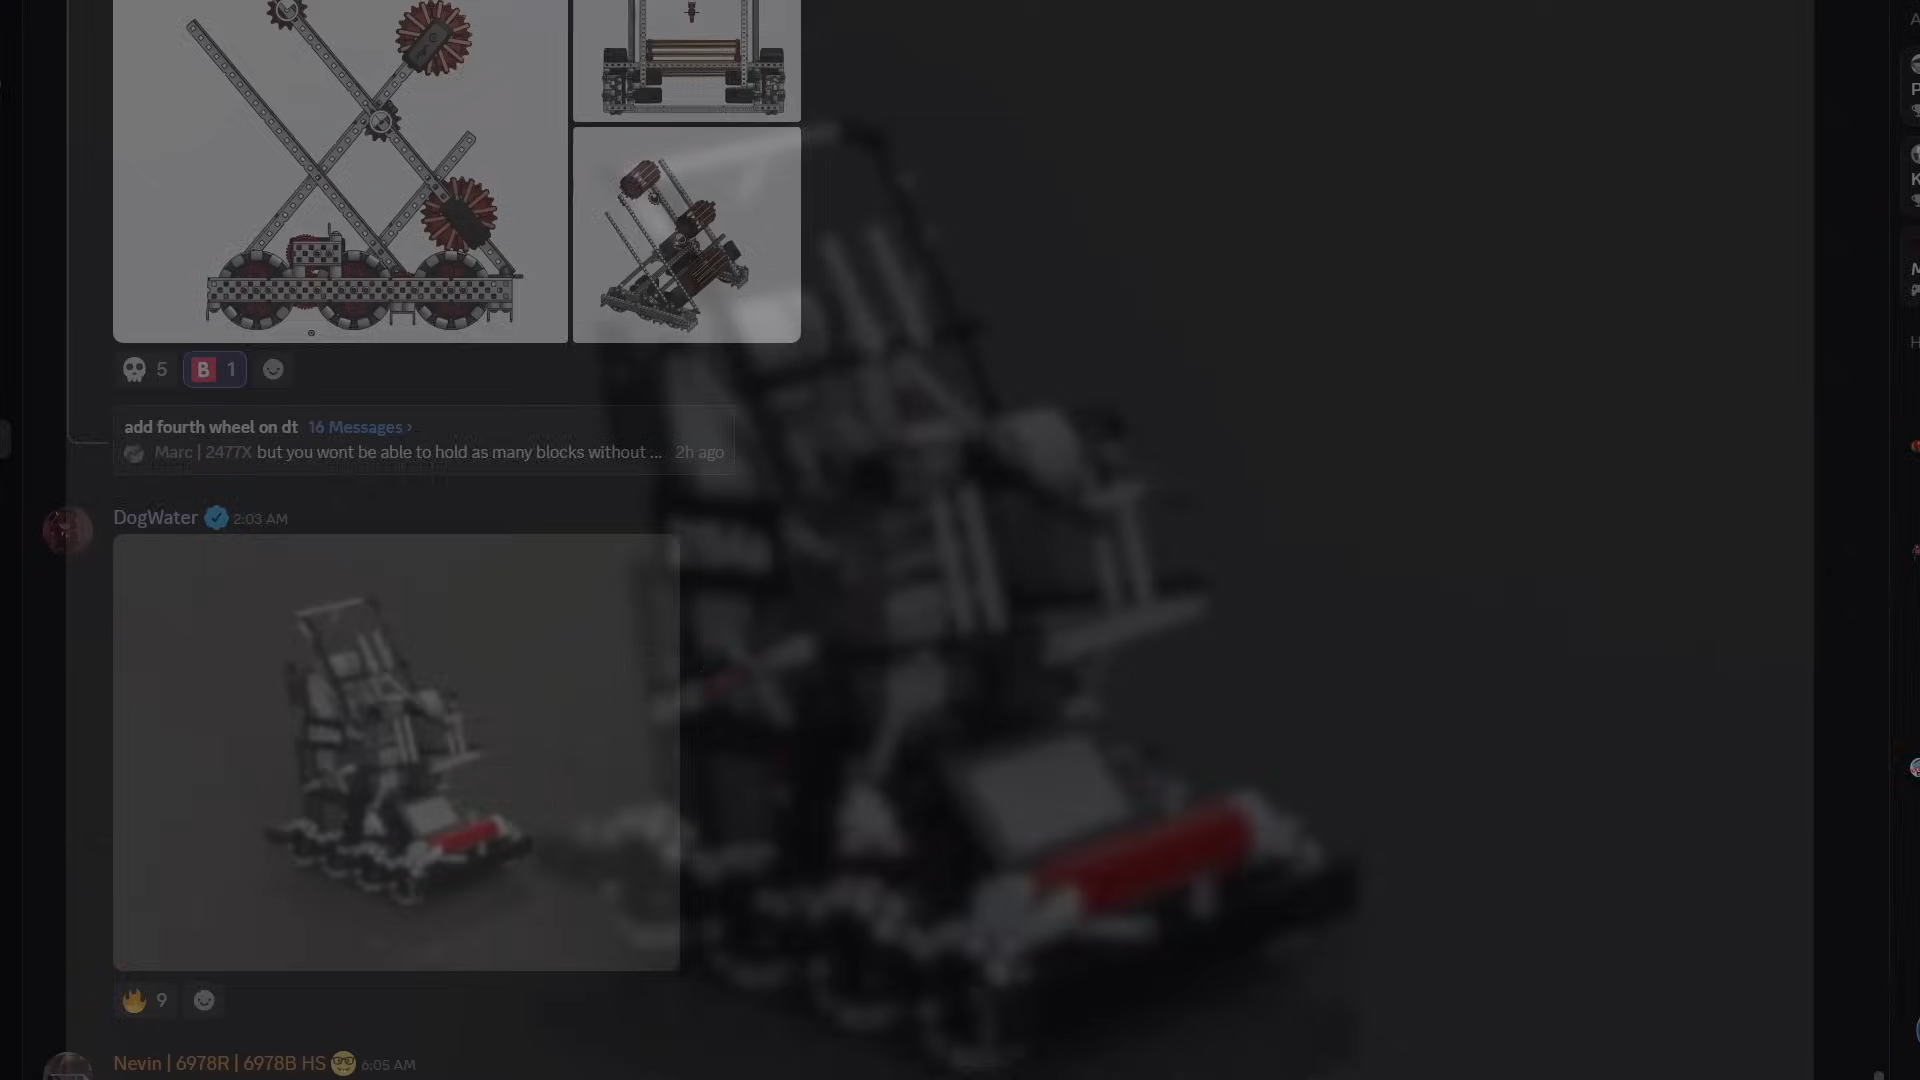 5
B 1
add fourth wheel on dt 16 Messages ›
Marc | 2477X but you wont be able to hold as many blocks without ... 2h ago
DogWater 2:03 AM
9
Nevin | 6978R | 6978B HS 6:05 AM